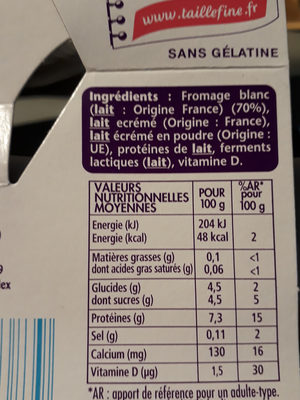 www.taillefine.fr
SANS GÉLATINE
Ingrédients : Fromage blanc
(lait : Origine France) (70%),
lait ecrémé (Origine : France),
lait écrémé en poudre (Origine :
UE), protéines de lait, ferments
lactiques (lait), vitamine D.
VALEURS NUTRITIONNELLES MOYENNES POUR 100 g %AR* pour 100 g
Energie (kJ) 204 kJ
Energie (kcal) 48 kcal 2
Matières grasses (g) 0,1 <1
dont acides gras saturés (g) 0,06 <1
Glucides (g) 4,5 2
dont sucres (g) 4,5 5
Protéines (g) 7,3 15
Sel (g) 0,11 2
Calcium (mg) 130 16
Vitamine D (µg) 1,5 30
*AR : apport de référence pour un adulte-type.